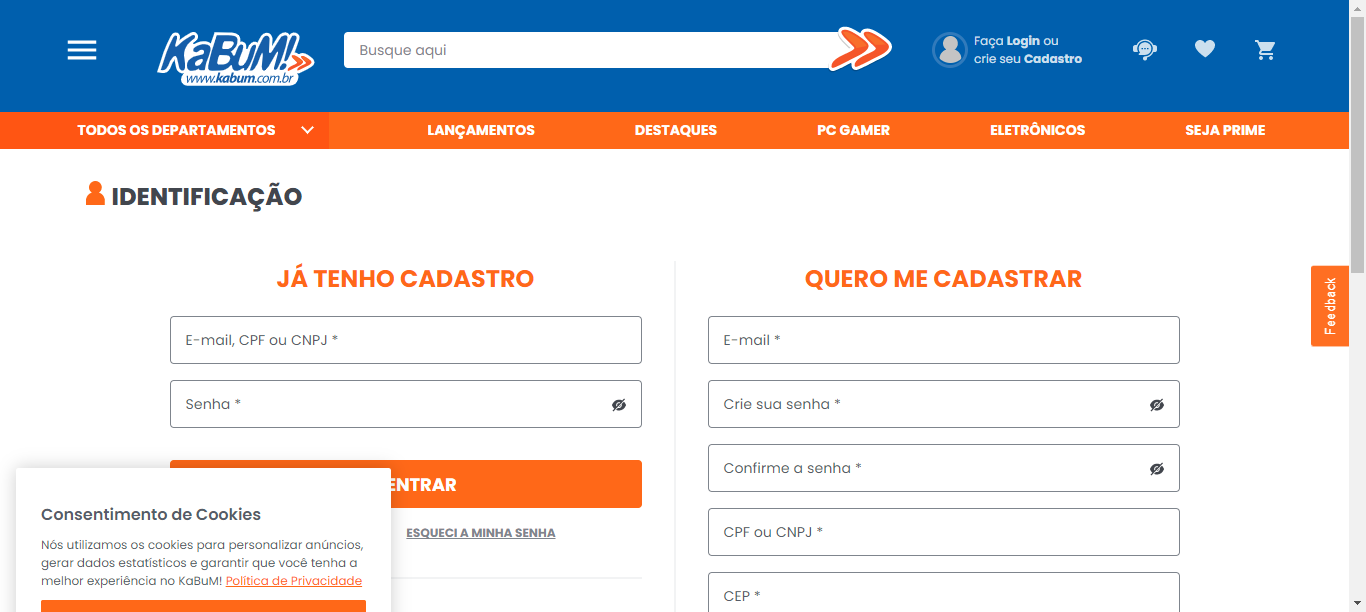 KaBuM!
www.kabum.com.br
Busque aqui
Faça Login ou
crie seu Cadastro
TODOS OS DEPARTAMENTOS
LANÇAMENTOS
DESTAQUES
PC GAMER
ELETRÔNICOS
SEJA PRIME
IDENTIFICAÇÃO
JÁ TENHO CADASTRO
E-mail, CPF ou CNPJ *
Senha *
ENTRAR
ESQUECI A MINHA SENHA
QUERO ME CADASTRAR
E-mail *
Crie sua senha *
Confirme a senha *
CPF ou CNPJ *
CEP *
Feedback
Consentimento de Cookies
Nós utilizamos os cookies para personalizar anúncios,
gerar dados estatísticos e garantir que você tenha a
melhor experiência no KaBuM! Política de Privacidade